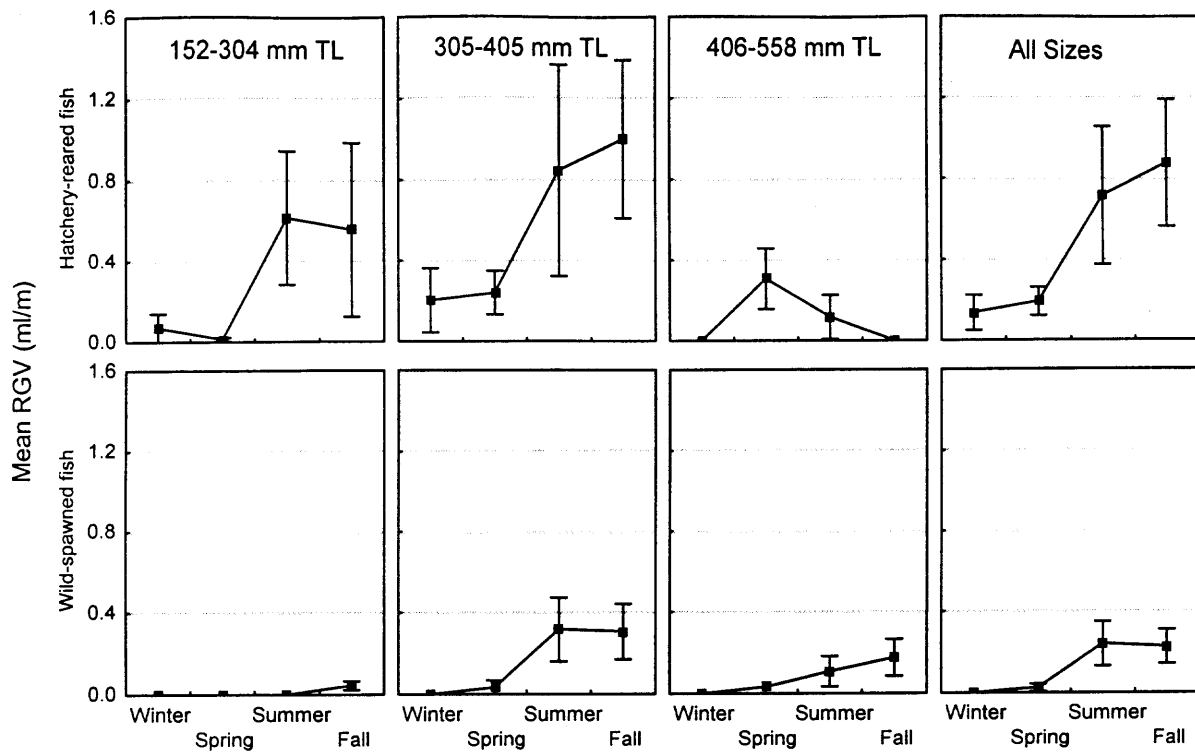 152-304 mm TL
305-405 mm TL
406-558 mm TL
All Sizes
Mean RGV (ml/m)
Hatchery-reared fish
1.6
1.2
0.8
0.4
0.0
Wild-spawned fish
1.6
1.2
0.8
0.4
0.0
Winter
Spring
Summer
Fall
Winter
Spring
Summer
Fall
Winter
Spring
Summer
Fall
Winter
Spring
Summer
Fall